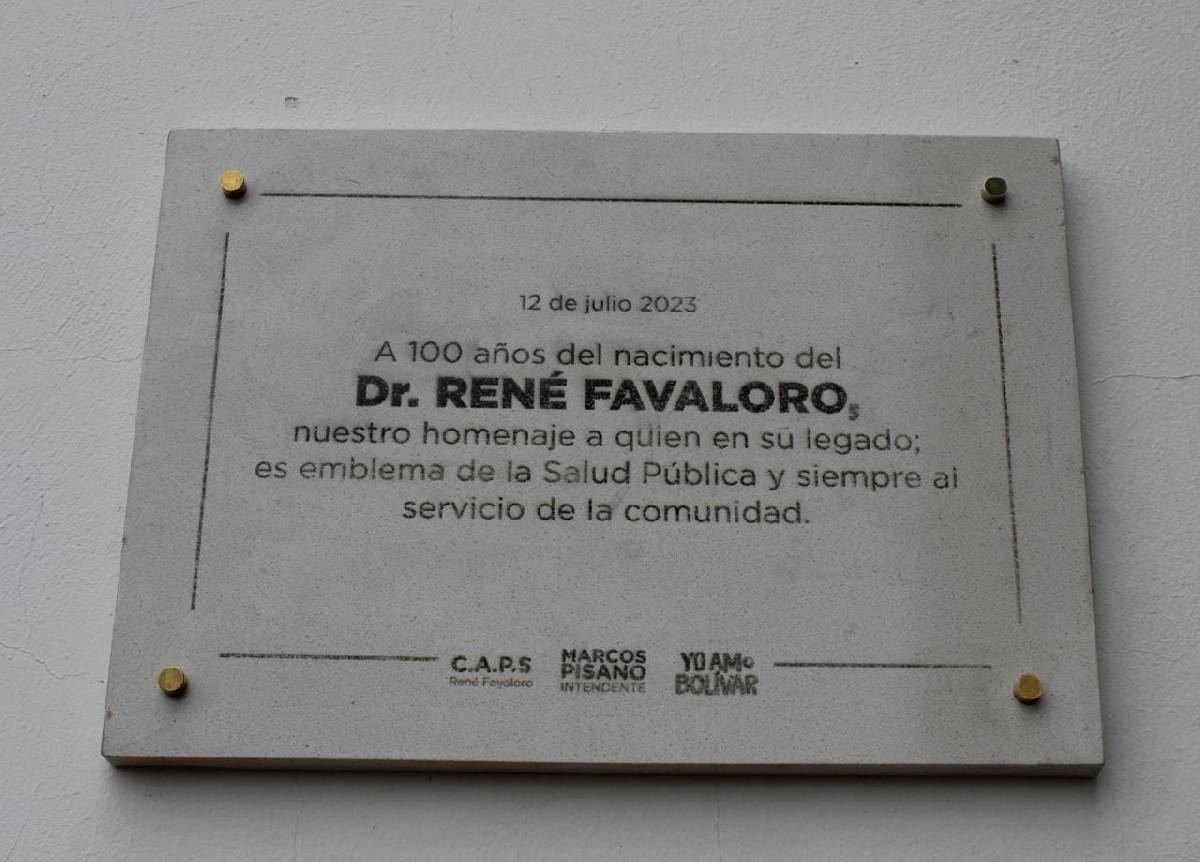 12 de julio 2023
A 100 años del nacimiento del
Dr. RENÉ FAVALORO,
nuestro homenaje a quien en su legado;
es emblema de la Salud Pública y siempre al
servicio de la comunidad.
C.A.P.S
René Favaloro
MARCOS
PISANO
INTENDENTE
YO AMo
BOLÍVAR